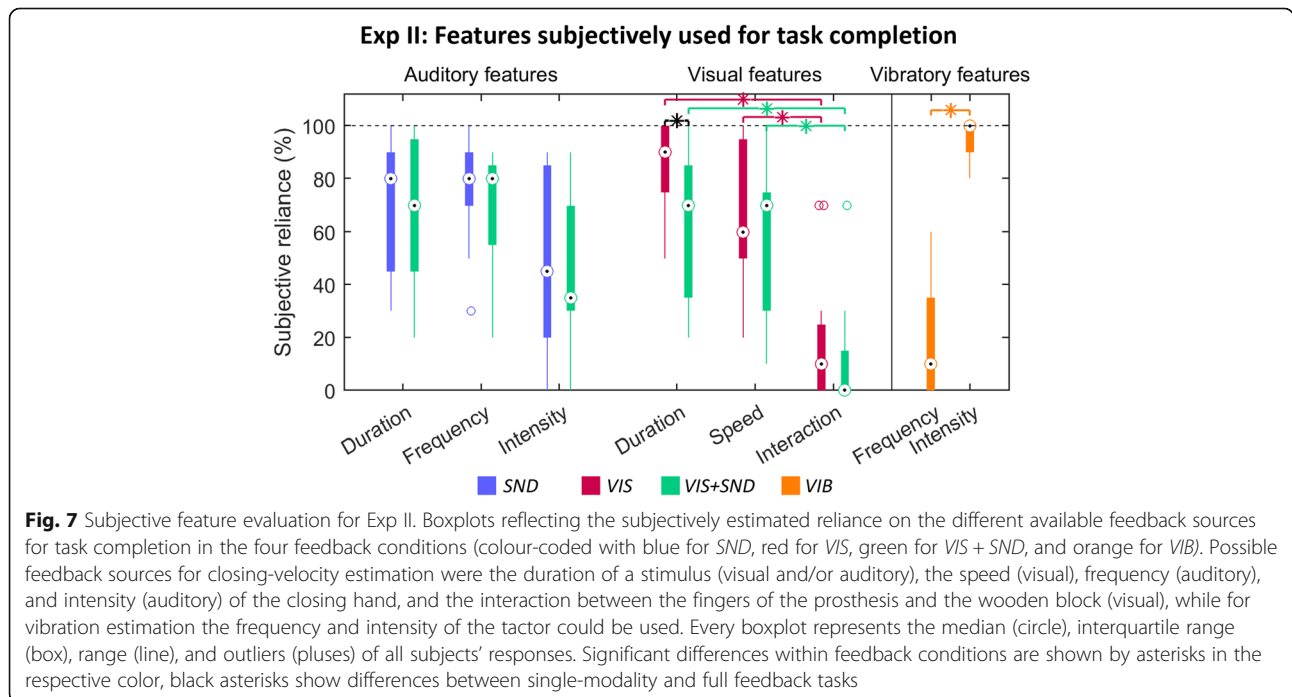 Exp II: Features subjectively used for task completion
Auditory features
Visual features
Vibratory features
Subjective reliance (%)
100
80
60
40
20
0
Duration
Frequency
Intensity
Duration
Speed
Interaction
Frequency
Intensity
SND
VIS
VIS+SND
VIB
Fig. 7 Subjective feature evaluation for Exp II. Boxplots reflecting the subjectively estimated reliance on the different available feedback sources
for task completion in the four feedback conditions (colour-coded with blue for SND, red for VIS, green for VIS + SND, and orange for VIB). Possible
feedback sources for closing-velocity estimation were the duration of a stimulus (visual and/or auditory), the speed (visual), frequency (auditory),
and intensity (auditory) of the closing hand, and the interaction between the fingers of the prosthesis and the wooden block (visual), while for
vibration estimation the frequency and intensity of the tactor could be used. Every boxplot represents the median (circle), interquartile range
(box), range (line), and outliers (pluses) of all subjects' responses. Significant differences within feedback conditions are shown by asterisks in the
respective color, black asterisks show differences between single-modality and full feedback tasks